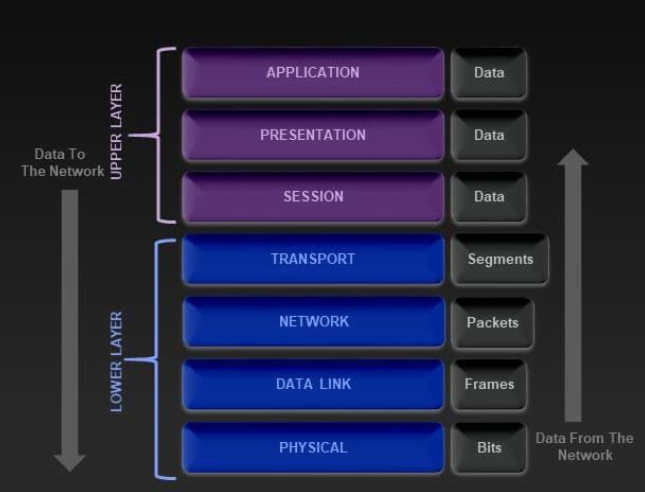 APPLICATION
Data
PRESENTATION
Data
SESSION
Data
UPPER LAYER
Data To
The Network
TRANSPORT
Segments
NETWORK
Packets
DATA LINK
Frames
PHYSICAL
Bits
LOWER LAYER
Data From The
Network